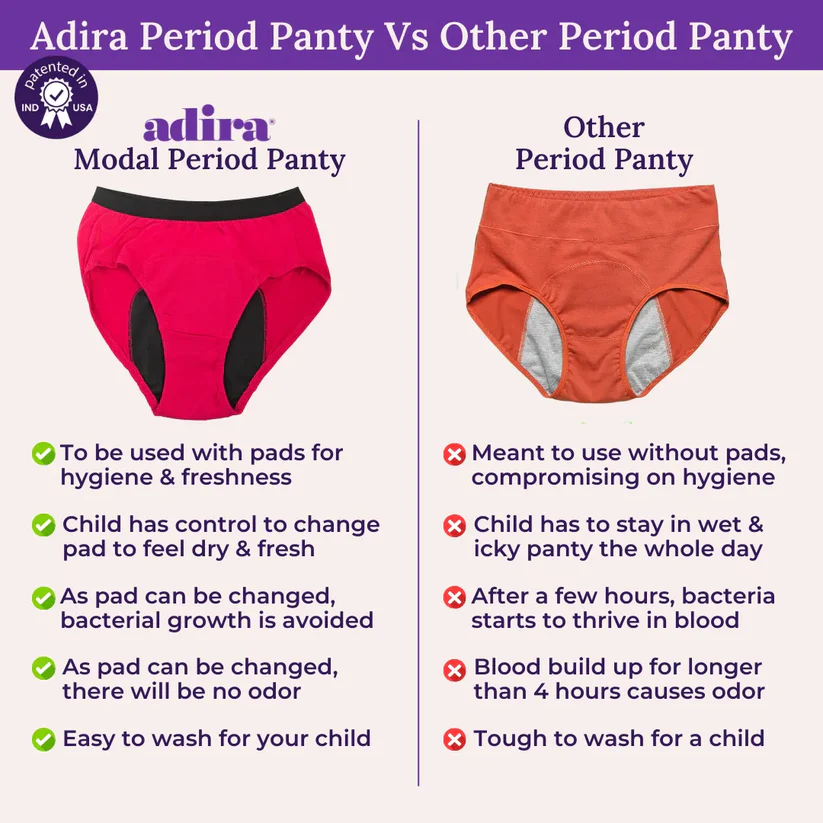 Adira Period Panty Vs Other Period Panty
patented in
IND USA
adira®
Modal Period Panty
Other
Period Panty
To be used with pads for
hygiene & freshness
Child has control to change
pad to feel dry & fresh
As pad can be changed,
bacterial growth is avoided
As pad can be changed,
there will be no odor
Easy to wash for your child
Meant to use without pads,
compromising on hygiene
Child has to stay in wet &
icky panty the whole day
After a few hours, bacteria
starts to thrive in blood
Blood build up for longer
than 4 hours causes odor
Tough to wash for a child